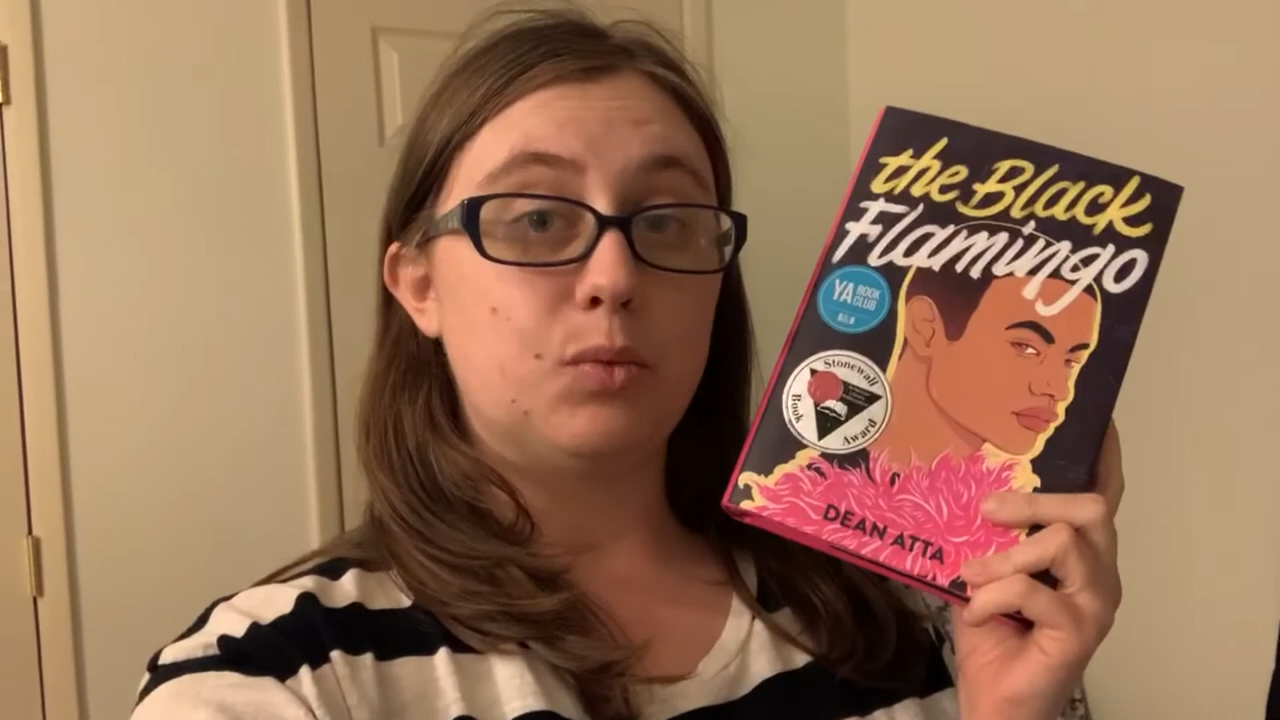 the Black
Flamingo
YA BOOK
CLUB
Stonewall
Book
Award
DEAN ATTA